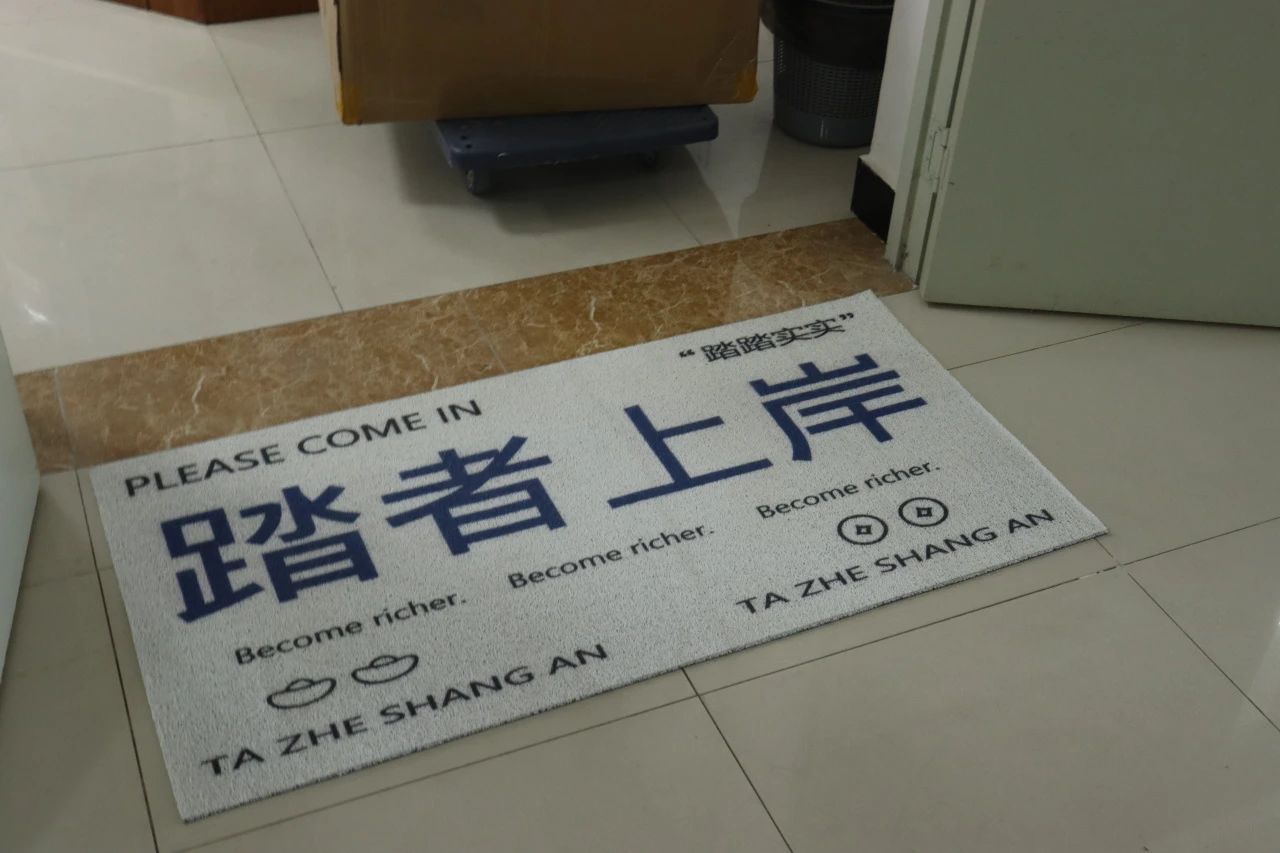 PLEASE COME IN
“踏踏实实”
踏者上岸
Become richer.
Become richer.
Become richer.
TA ZHE SHANG AN
TA ZHE SHANG AN